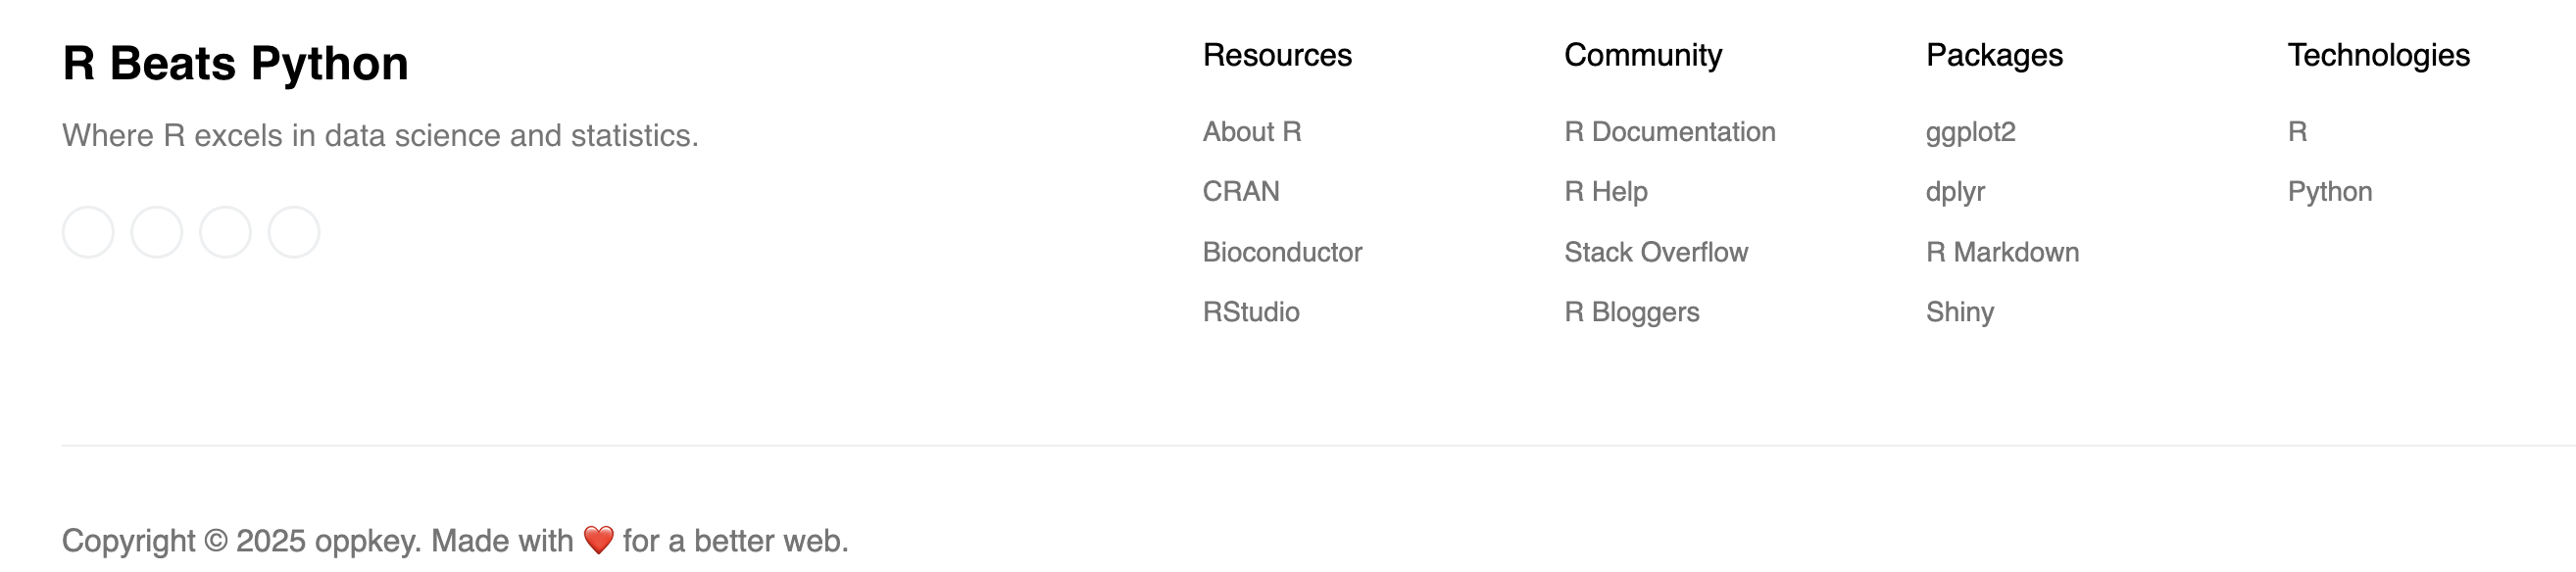 R Beats Python
Where R excels in data science and statistics.
Resources
About R
CRAN
Bioconductor
RStudio
Community
R Documentation
R Help
Stack Overflow
R Bloggers
Packages
ggplot2
dplyr
R Markdown
Shiny
Technologies
R
Python
Copyright © 2025 oppkey. Made with ❤️ for a better web.